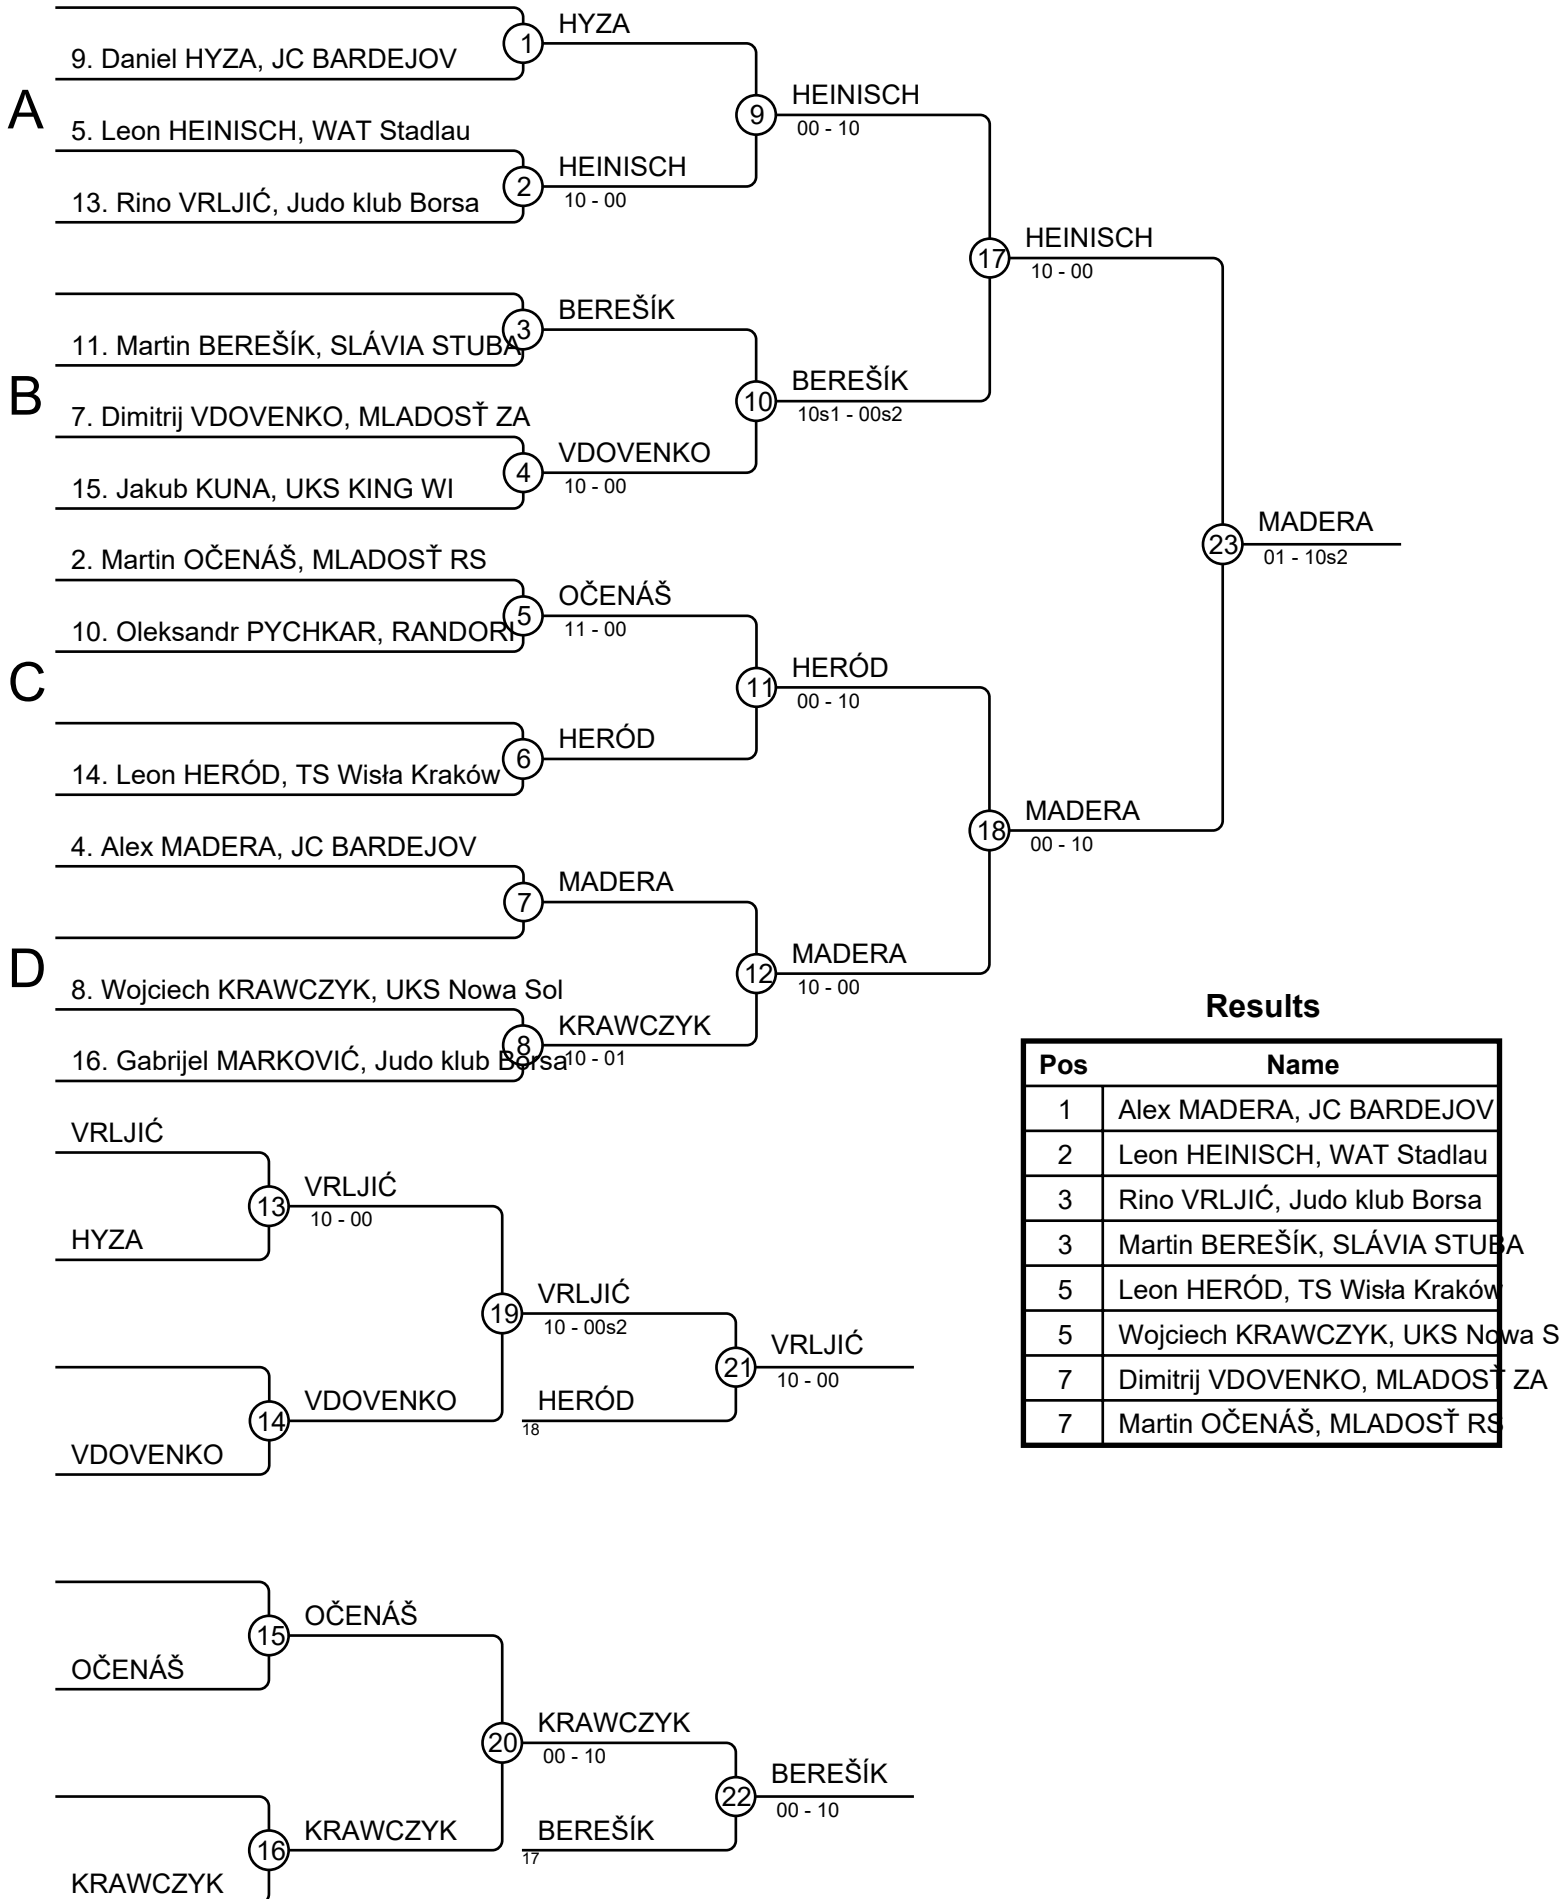 HYZA
1
9. Daniel HYZA, JC BARDEJOV
A
HEINISCH
9
00 - 10
5. Leon HEINISCH, WAT Stadlau
HEINISCH
2
10 - 00
13. Rino VRLJIĆ, Judo klub Borsa
HEINISCH
17
10 - 00
BEREŠÍK
3
11. Martin BEREŠÍK, SLÁVIA STUBA
B
BEREŠÍK
10
10s1 - 00s2
7. Dimitrij VDOVENKO, MLADOSŤ ZA
VDOVENKO
4
10 - 00
15. Jakub KUNA, UKS KING WI
MADERA
23
01 - 10s2
2. Martin OČENÁŠ, MLADOSŤ RS
OČENÁŠ
5
11 - 00
10. Oleksandr PYCHKAR, RANDORI
C
HERÓD
11
00 - 10
HERÓD
6
14. Leon HERÓD, TS Wisła Kraków
MADERA
18
00 - 10
4. Alex MADERA, JC BARDEJOV
MADERA
7
D
MADERA
12
10 - 00
8. Wojciech KRAWCZYK, UKS Nowa Sol
KRAWCZYK
8
10 - 01
16. Gabrijel MARKOVIĆ, Judo klub Borsa
Results
Pos Name
1 Alex MADERA, JC BARDEJOV
2 Leon HEINISCH, WAT Stadlau
3 Rino VRLJIĆ, Judo klub Borsa
3 Martin BEREŠÍK, SLÁVIA STUBA
5 Leon HERÓD, TS Wisła Kraków
5 Wojciech KRAWCZYK, UKS Nowa S
7 Dimitrij VDOVENKO, MLADOSŤ ZA
7 Martin OČENÁŠ, MLADOSŤ RS
VRLJIĆ
VRLJIĆ
13
10 - 00
HYZA
VRLJIĆ
19
10 - 00s2
VRLJIĆ
21
10 - 00
VDOVENKO
14
HERÓD
18
VDOVENKO
OČENÁŠ
15
OČENÁŠ
KRAWCZYK
20
00 - 10
BEREŠÍK
22
00 - 10
KRAWCZYK
16
BEREŠÍK
17
KRAWCZYK